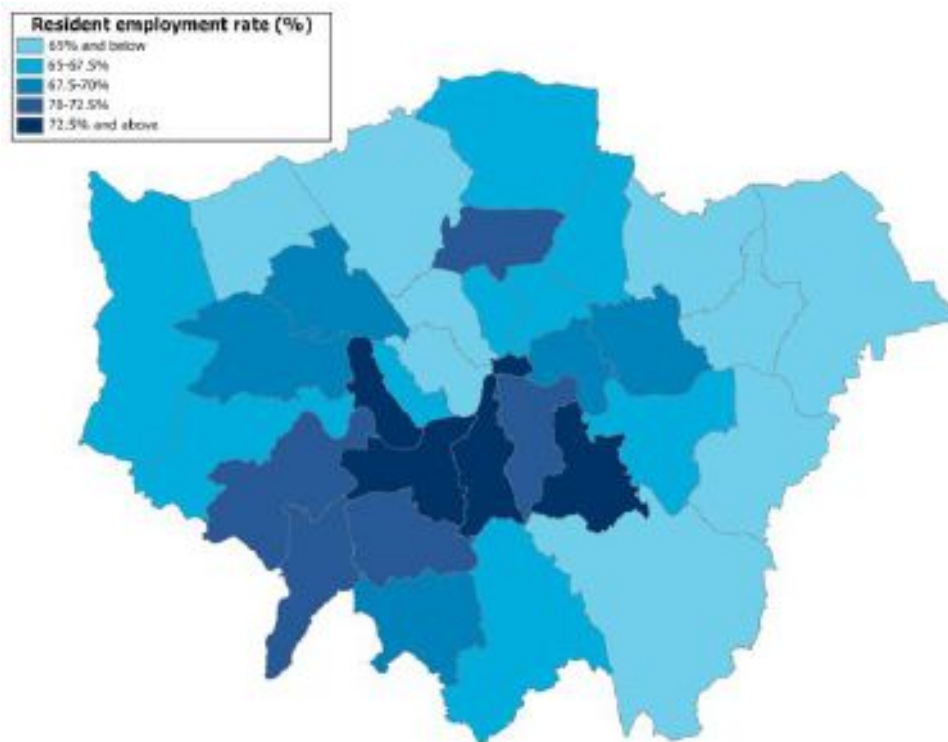 Resident employment rate (%)
65% and below
65-67.5%
67.5-70%
70-72.5%
72.5% and above